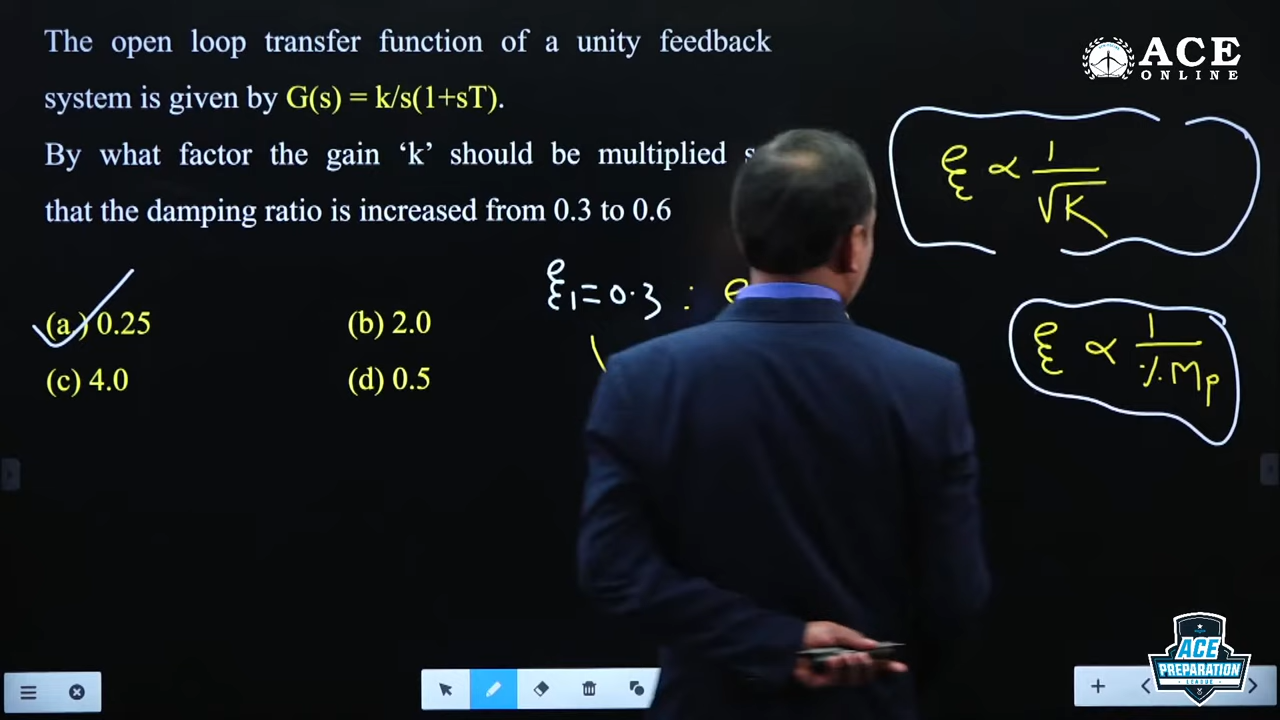 The open loop transfer function of a unity feedback
system is given by G(s) = k/s(1+sT).
By what factor the gain ‘k’ should be multiplied
that the damping ratio is increased from 0.3 to 0.6
(a) 0.25
(b) 2.0
(c) 4.0
(d) 0.5
ξ₁ = 0.3 :
ξ ∝ 1/√K
ξ ∝ 1/%Mp
ACE
ONLINE
ACE
PREPARATION
LEAGUE